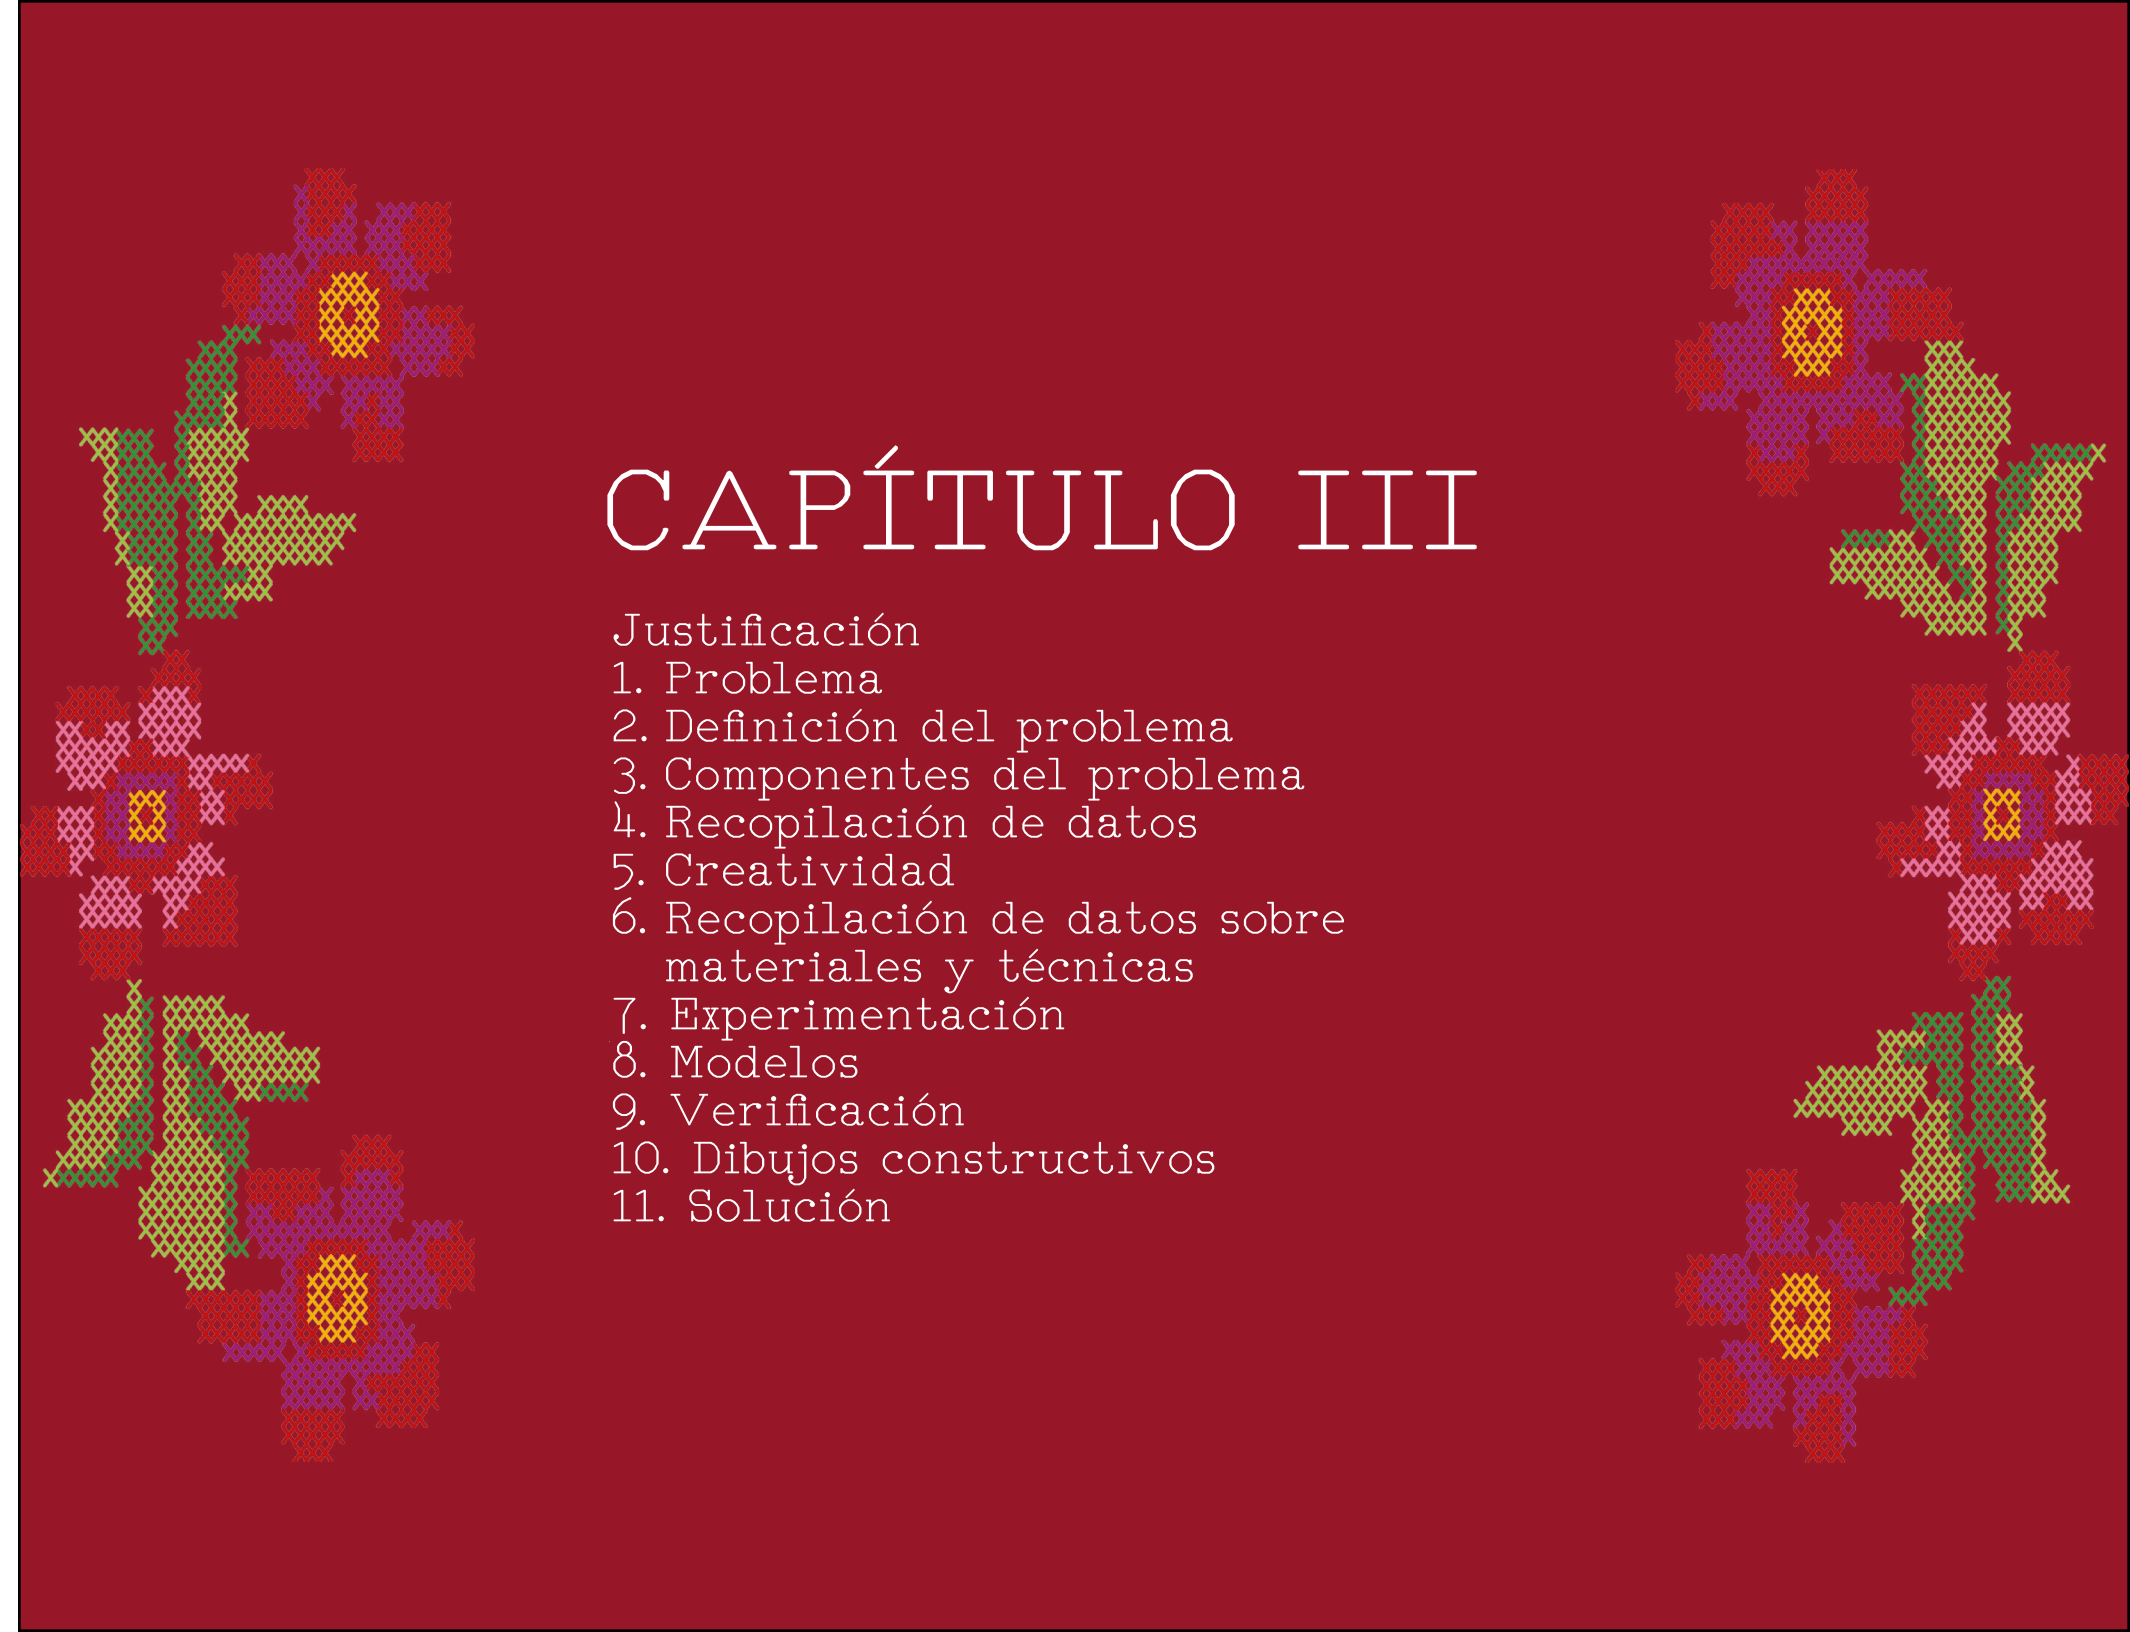 CAPÍTULO III
Justificación
1. Problema
2. Definición del problema
3. Componentes del problema
4. Recopilación de datos
5. Creatividad
6. Recopilación de datos sobre
materiales y técnicas
7. Experimentación
8. Modelos
9. Verificación
10. Dibujos constructivos
11. Solución